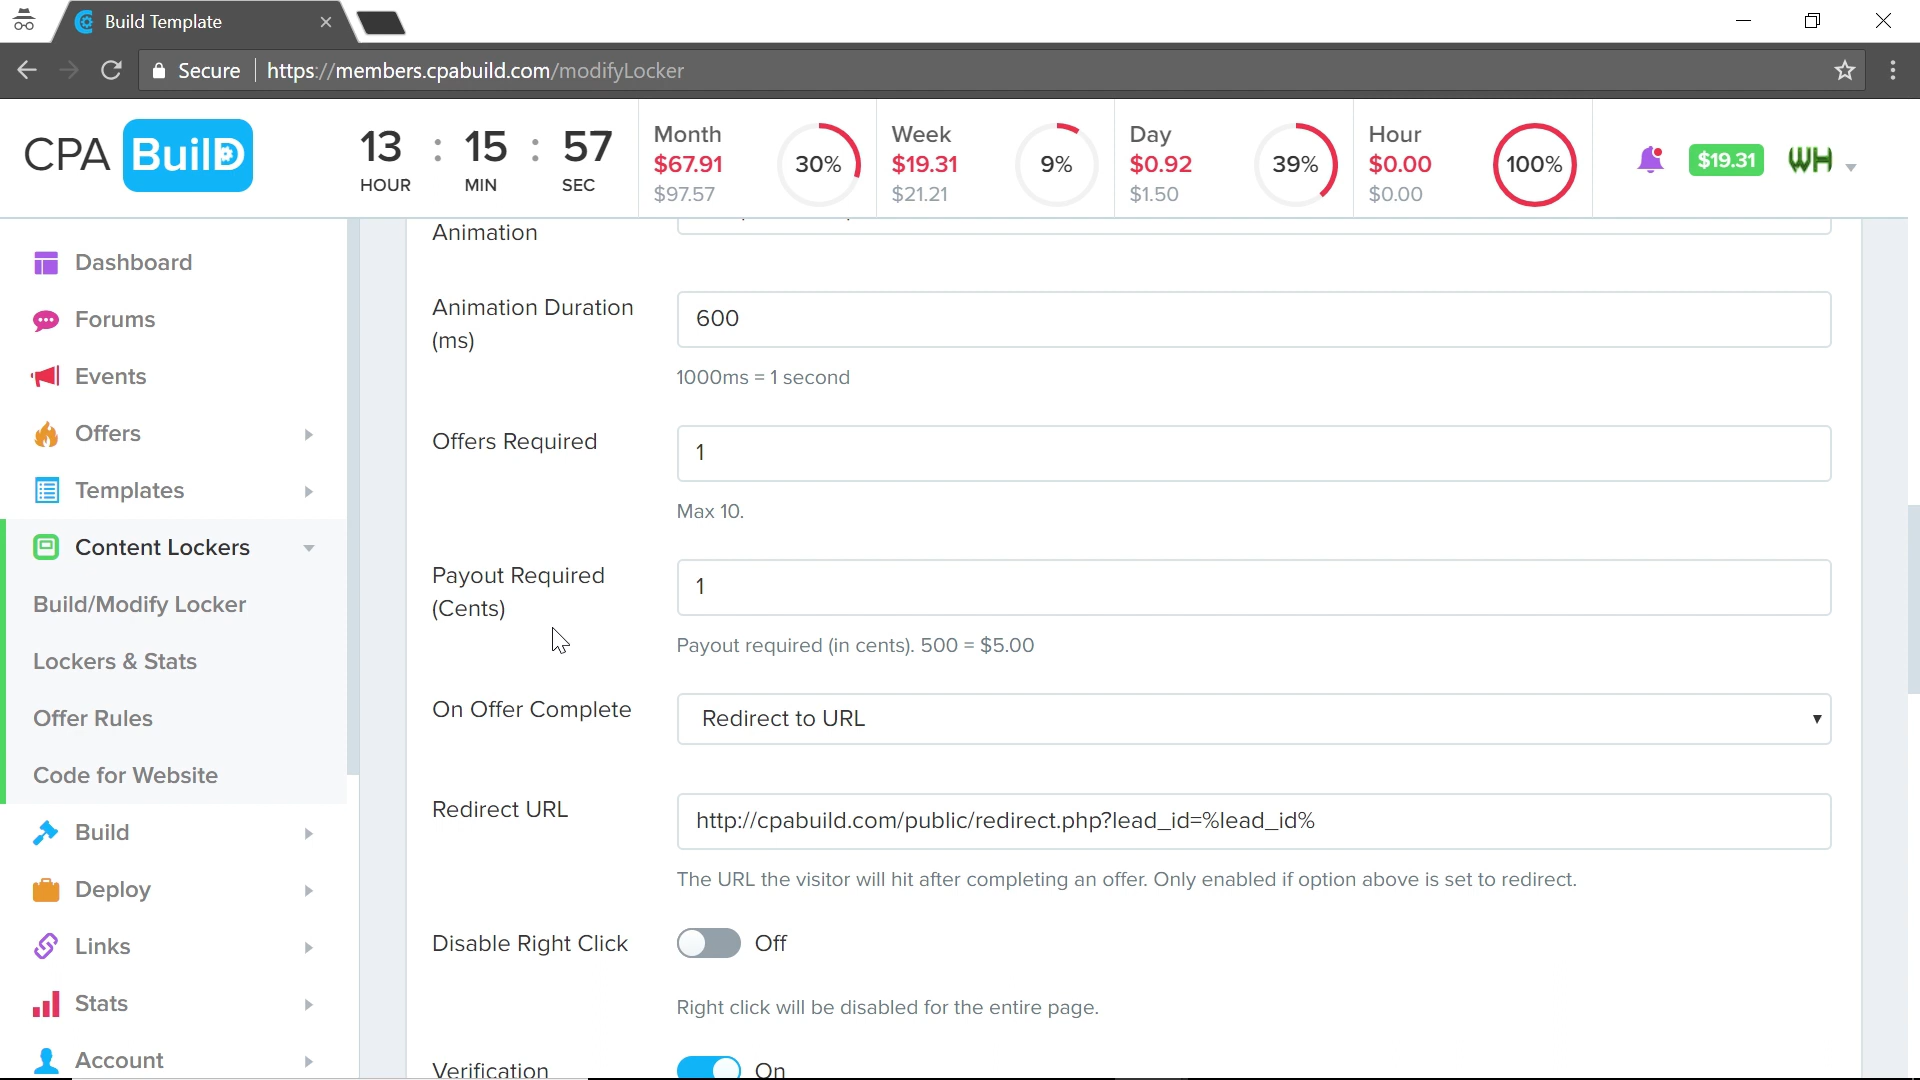 Build Template
Secure
https://members.cpabuild.com/modifyLocker
CPA BuilD
13 : 15 : 57
HOUR MIN SEC
Month
$67.91
$97.57
30%
Week
$19.31
$21.21
9%
Day
$0.92
$1.50
39%
Hour
$0.00
$0.00
100%
$19.31
WH
Dashboard
Forums
Events
Offers
Templates
Content Lockers
Build/Modify Locker
Lockers & Stats
Offer Rules
Code for Website
Build
Deploy
Links
Stats
Account
Animation
Animation Duration
(ms)
600
1000ms = 1 second
Offers Required
1
Max 10.
Payout Required
(Cents)
1
Payout required (in cents). 500 = $5.00
On Offer Complete
Redirect to URL
Redirect URL
http://cpabuild.com/public/redirect.php?lead_id=%lead_id%
The URL the visitor will hit after completing an offer. Only enabled if option above is set to redirect.
Disable Right Click
Off
Right click will be disabled for the entire page.
Verification
On